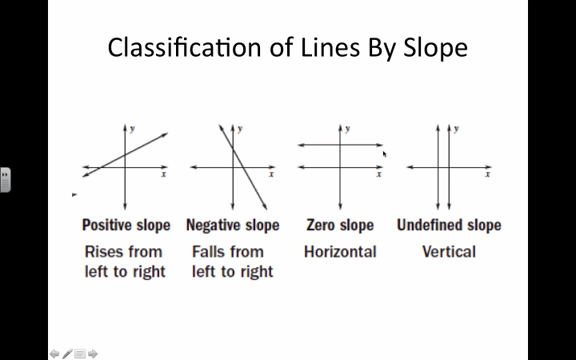 Classification of Lines By Slope
y y y y
x x x x
Positive slope Negative slope Zero slope Undefined slope
Rises from Falls from Horizontal Vertical
left to right left to right